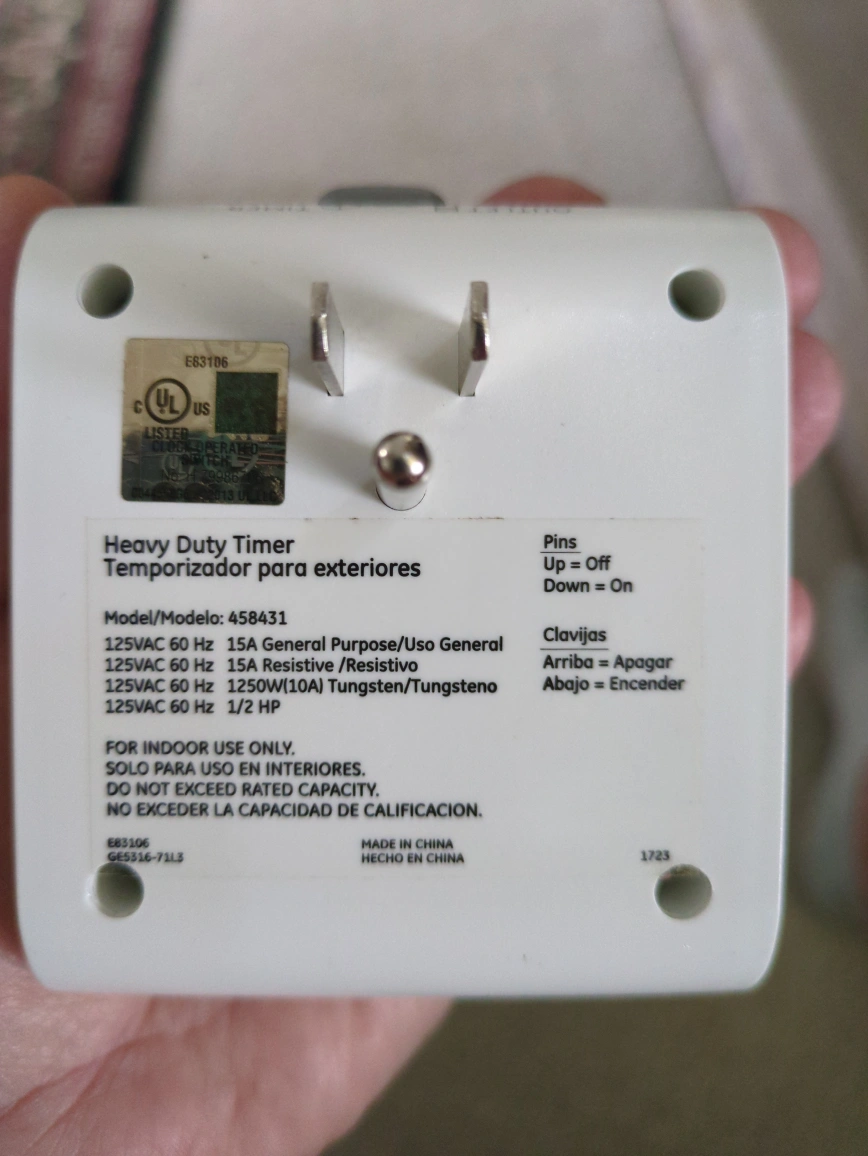 E83106
C UL US
LISTED
CLOCK OPERATED
SWITCH
Heavy Duty Timer
Temporizador para exteriores
Model/Modelo: 458431
125VAC 60 Hz 15A General Purpose/Uso General
125VAC 60 Hz 15A Resistive /Resistivo
125VAC 60 Hz 1250W(10A) Tungsten/Tungsteno
125VAC 60 Hz 1/2 HP
Pins
Up = Off
Down = On
Clavijas
Arriba = Apagar
Abajo = Encender
FOR INDOOR USE ONLY.
SOLO PARA USO EN INTERIORES.
DO NOT EXCEED RATED CAPACITY.
NO EXCEDER LA CAPACIDAD DE CALIFICACION.
E83106
GE5316-71L3
MADE IN CHINA
HECHO EN CHINA
1723